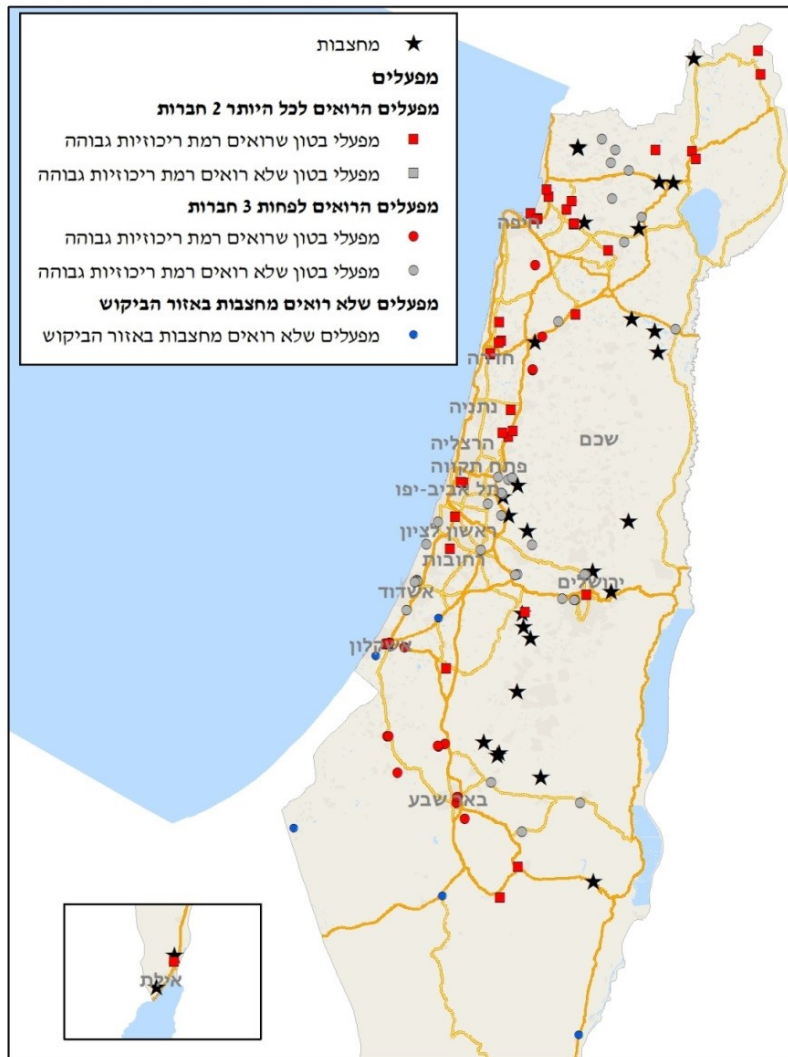 מחצבות
מפעלים
מפעלים הרואים לכל היותר 2 חברות
מפעלי בטון שרואים רמת ריכוזיות גבוהה
מפעלי בטון שלא רואים רמת ריכוזיות גבוהה
מפעלים הרואים לפחות 3 חברות
מפעלי בטון שרואים רמת ריכוזיות גבוהה
מפעלי בטון שלא רואים רמת ריכוזיות גבוהה
מפעלים שלא רואים מחצבות באזור הביקוש
מפעלים שלא רואים מחצבות באזור הביקוש
חיפה
חדרה
נתניה
שכם
הרצליה
פתח תקווה
תל אביב-יפו
ראשון לציון
רחובות
ירושלים
אשדוד
אשקלון
באר שבע
אילת